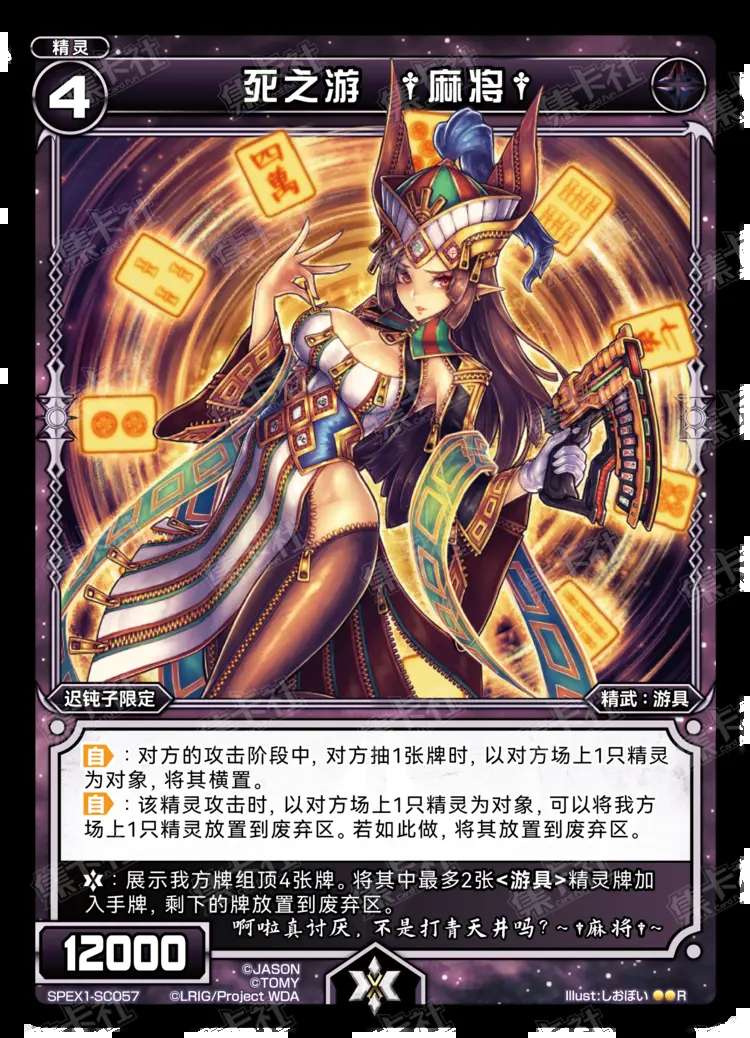 精灵
4
死之游 †麻将†
四萬
七萬
迟钝子限定
精武：游具
自：对方的攻击阶段中，对方抽1张牌时，以对方场上1只精灵
为对象，将其横置。
自：该精灵攻击时，以对方场上1只精灵为对象，可以将我方
场上1只精灵放置到废弃区。若如此做，将其放置到废弃区。
：展示我方牌组顶4张牌。将其中最多2张<游具>精灵牌加
入手牌，剩下的牌放置到废弃区。
啊啦真讨厌，不是打青天井吗？~†麻将†~
12000
©JASON
©TOMY
SPEX1-SC057
©LRIG/Project WDA
Illust:しおぼい
R
集卡社